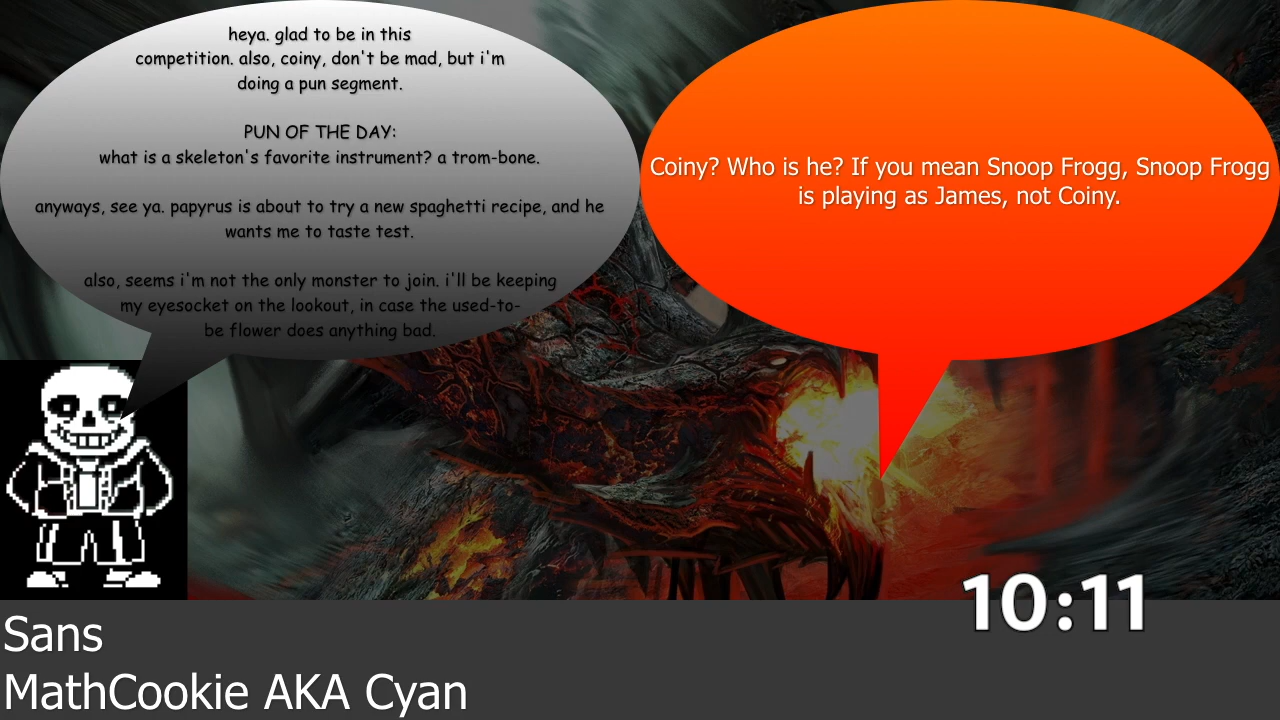 heya. glad to be in this
competition. also, coiny, don't be mad, but i'm
doing a pun segment.
PUN OF THE DAY:
what is a skeleton's favorite instrument? a trom-bone.
anyways, see ya. papyrus is about to try a new spaghetti recipe, and he
wants me to taste test.
also, seems i'm not the only monster to join. i'll be keeping
my eyesocket on the lookout, in case the used-to-
be flower does anything bad.
Coiny? Who is he? If you mean Snoop Frogg, Snoop Frogg
is playing as James, not Coiny.
10:11
Sans
MathCookie AKA Cyan